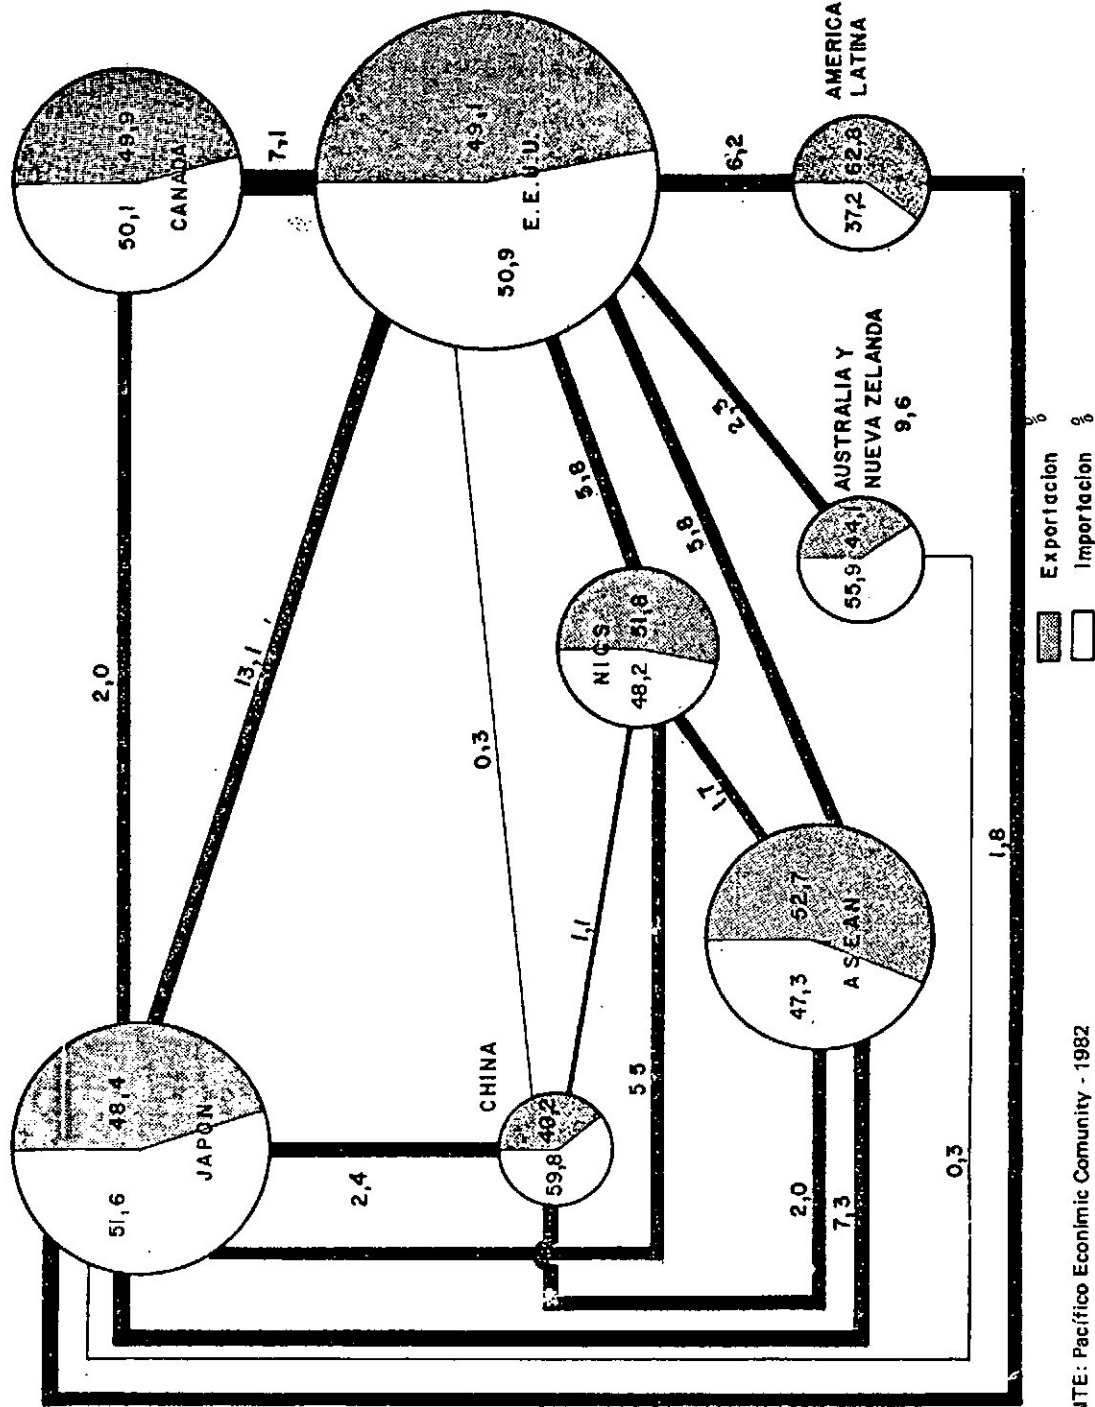 51,6
48,4
JAPON
50,1
49,9
CANADA
2,0
13,1
7,1
2,4
CHINA
59,8
40,2
0,3
50,9
49,1
E.E.U.U.
1,1
5 5
NICS
48,2
51,8
5,8
5,8
1,7
2,0
7,3
47,3
52,7
ASEAN
2,3
6,2
AUSTRALIA Y
NUEVA ZELANDA
9,6
55,9
44,1
AMERICA
LATINA
37,2
62,8
0,3
1,8
Exportacion %
Importacion %
NTE: Pacífico Econimic Comunity - 1982